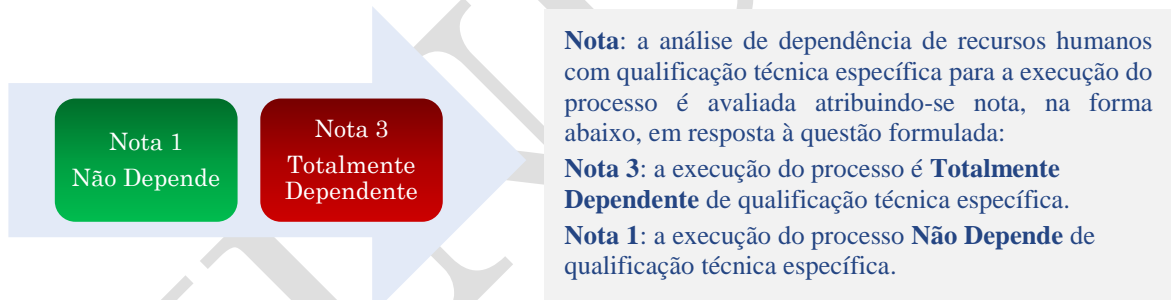 Nota 1
Não Depende
Nota 3
Totalmente
Dependente
Nota: a análise de dependência de recursos humanos
com qualificação técnica específica para a execução do
processo é avaliada atribuindo-se nota, na forma
abaixo, em resposta à questão formulada:
Nota 3: a execução do processo é Totalmente
Dependente de qualificação técnica específica.
Nota 1: a execução do processo Não Depende de
qualificação técnica específica.